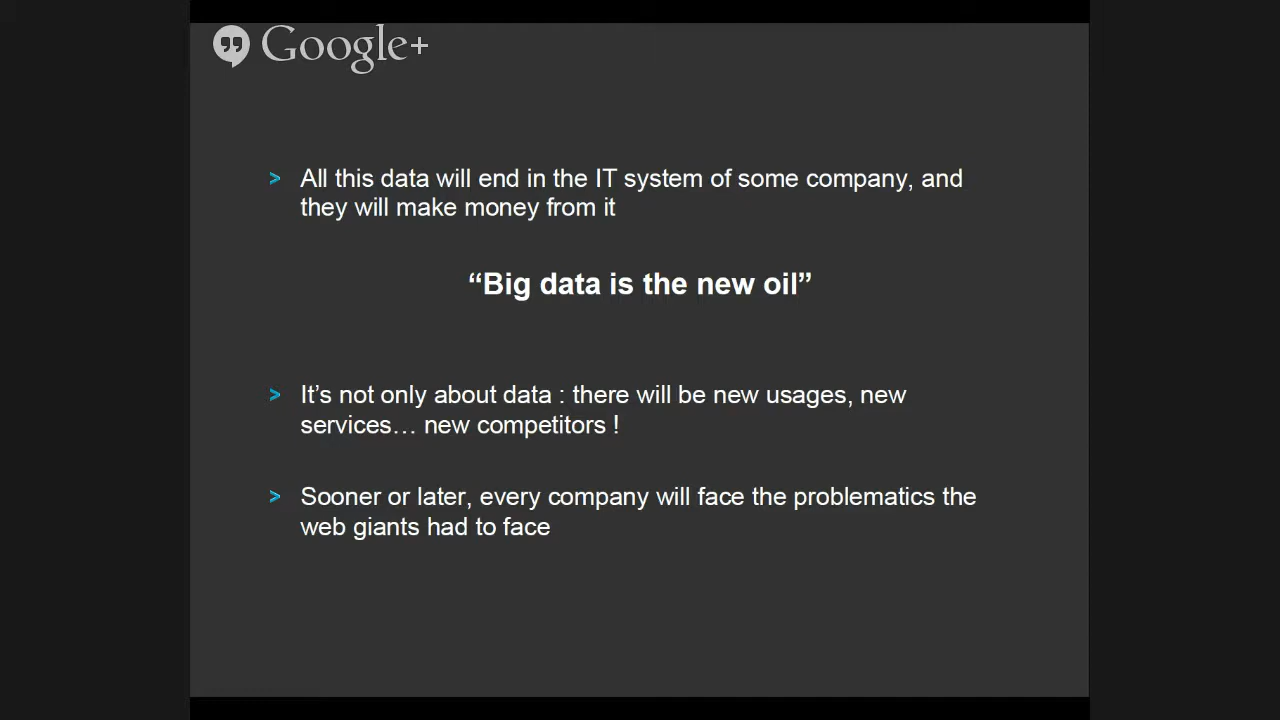 Google+
> All this data will end in the IT system of some company, and
they will make money from it
“Big data is the new oil”
> It’s not only about data : there will be new usages, new
services… new competitors !
> Sooner or later, every company will face the problematics the
web giants had to face